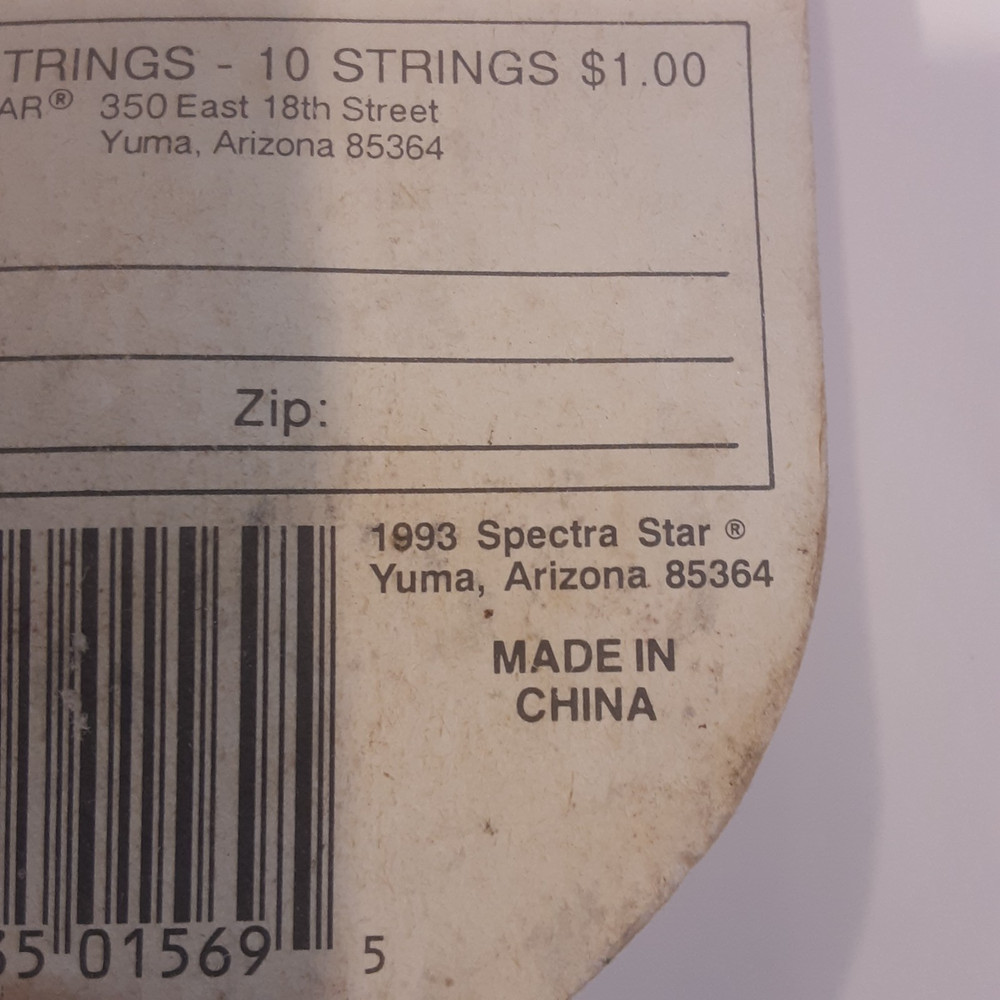 TRINGS - 10 STRINGS $1.00
AR® 350 East 18th Street
Yuma, Arizona 85364
Zip:
1993 Spectra Star ®
Yuma, Arizona 85364
MADE IN
CHINA
35 01569 5